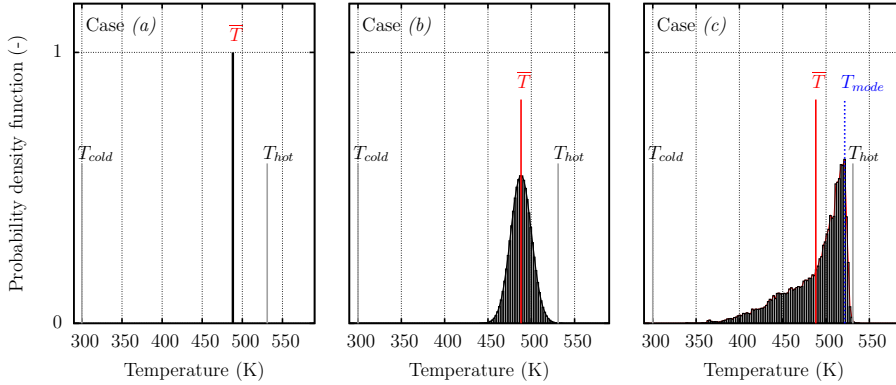 Case (a)
T
T_cold
T_hot
Probability density function (-)
1
0
300 350 400 450 500 550
Temperature (K)
Case (b)
T
T_cold
T_hot
300 350 400 450 500 550
Temperature (K)
Case (c)
T
T_mode
T_cold
T_hot
300 350 400 450 500 550
Temperature (K)